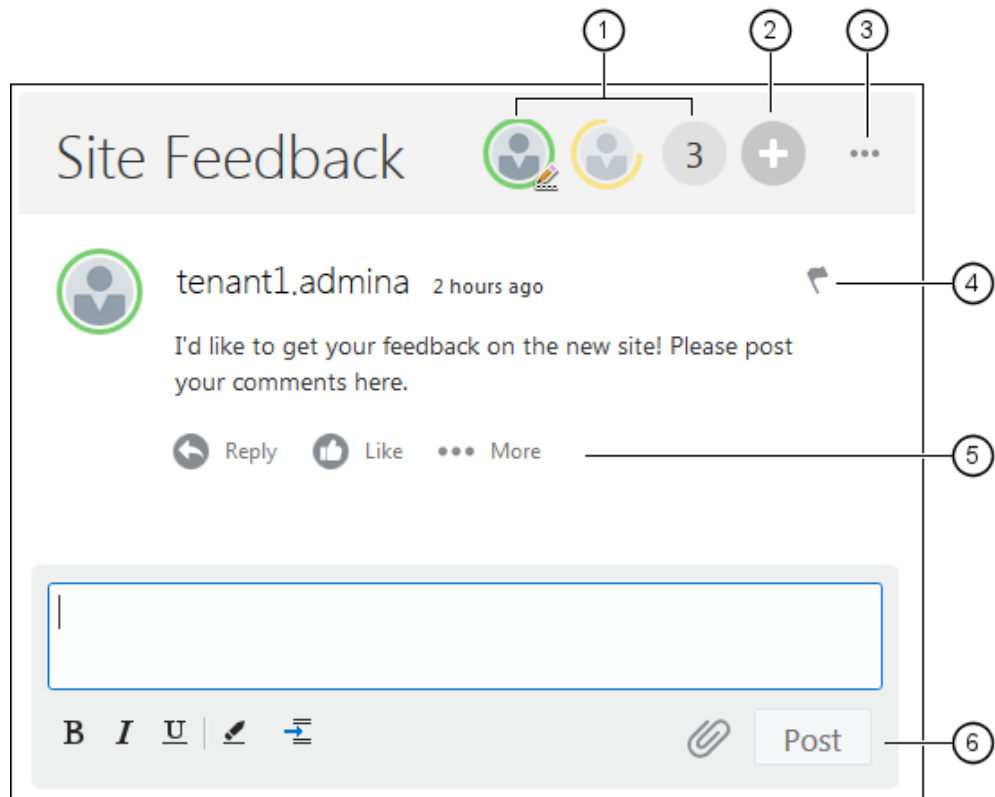 1 2 3
Site Feedback 3
tenant1.admina 2 hours ago
4
I'd like to get your feedback on the new site! Please post
your comments here.
Reply Like More
5
B I U
Post
6